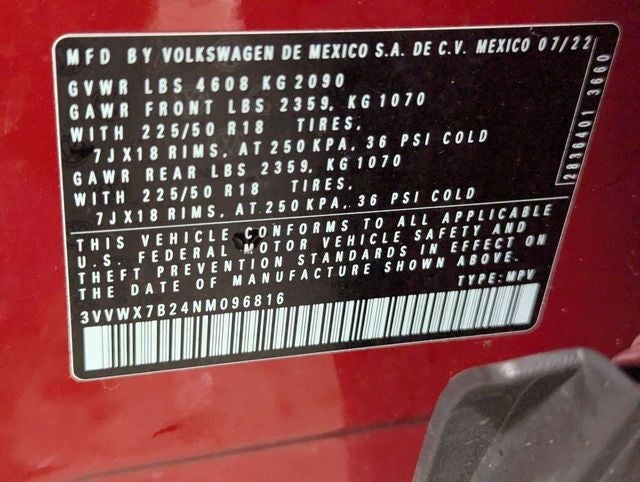 MFD BY VOLKSWAGEN DE MEXICO S.A. DE C.V. MEXICO 07/22
GVWR LBS 4608 KG 2090
GAWR FRONT LBS 2359, KG 1070
WITH 225/50 R18 TIRES,
7JX18 RIMS, AT 250 KPA, 36 PSI COLD
GAWR REAR LBS 2359, KG 1070
WITH 225/50 R18 TIRES,
7JX18 RIMS, AT 250 KPA, 36 PSI COLD
2836401 3660
THIS VEHICLE CONFORMS TO ALL APPLICABLE
U.S. FEDERAL MOTOR VEHICLE SAFETY AND
THEFT PREVENTION STANDARDS IN EFFECT ON
THE DATE OF MANUFACTURE SHOWN ABOVE.
TYPE: MPV
3VVWX7B24NM096816